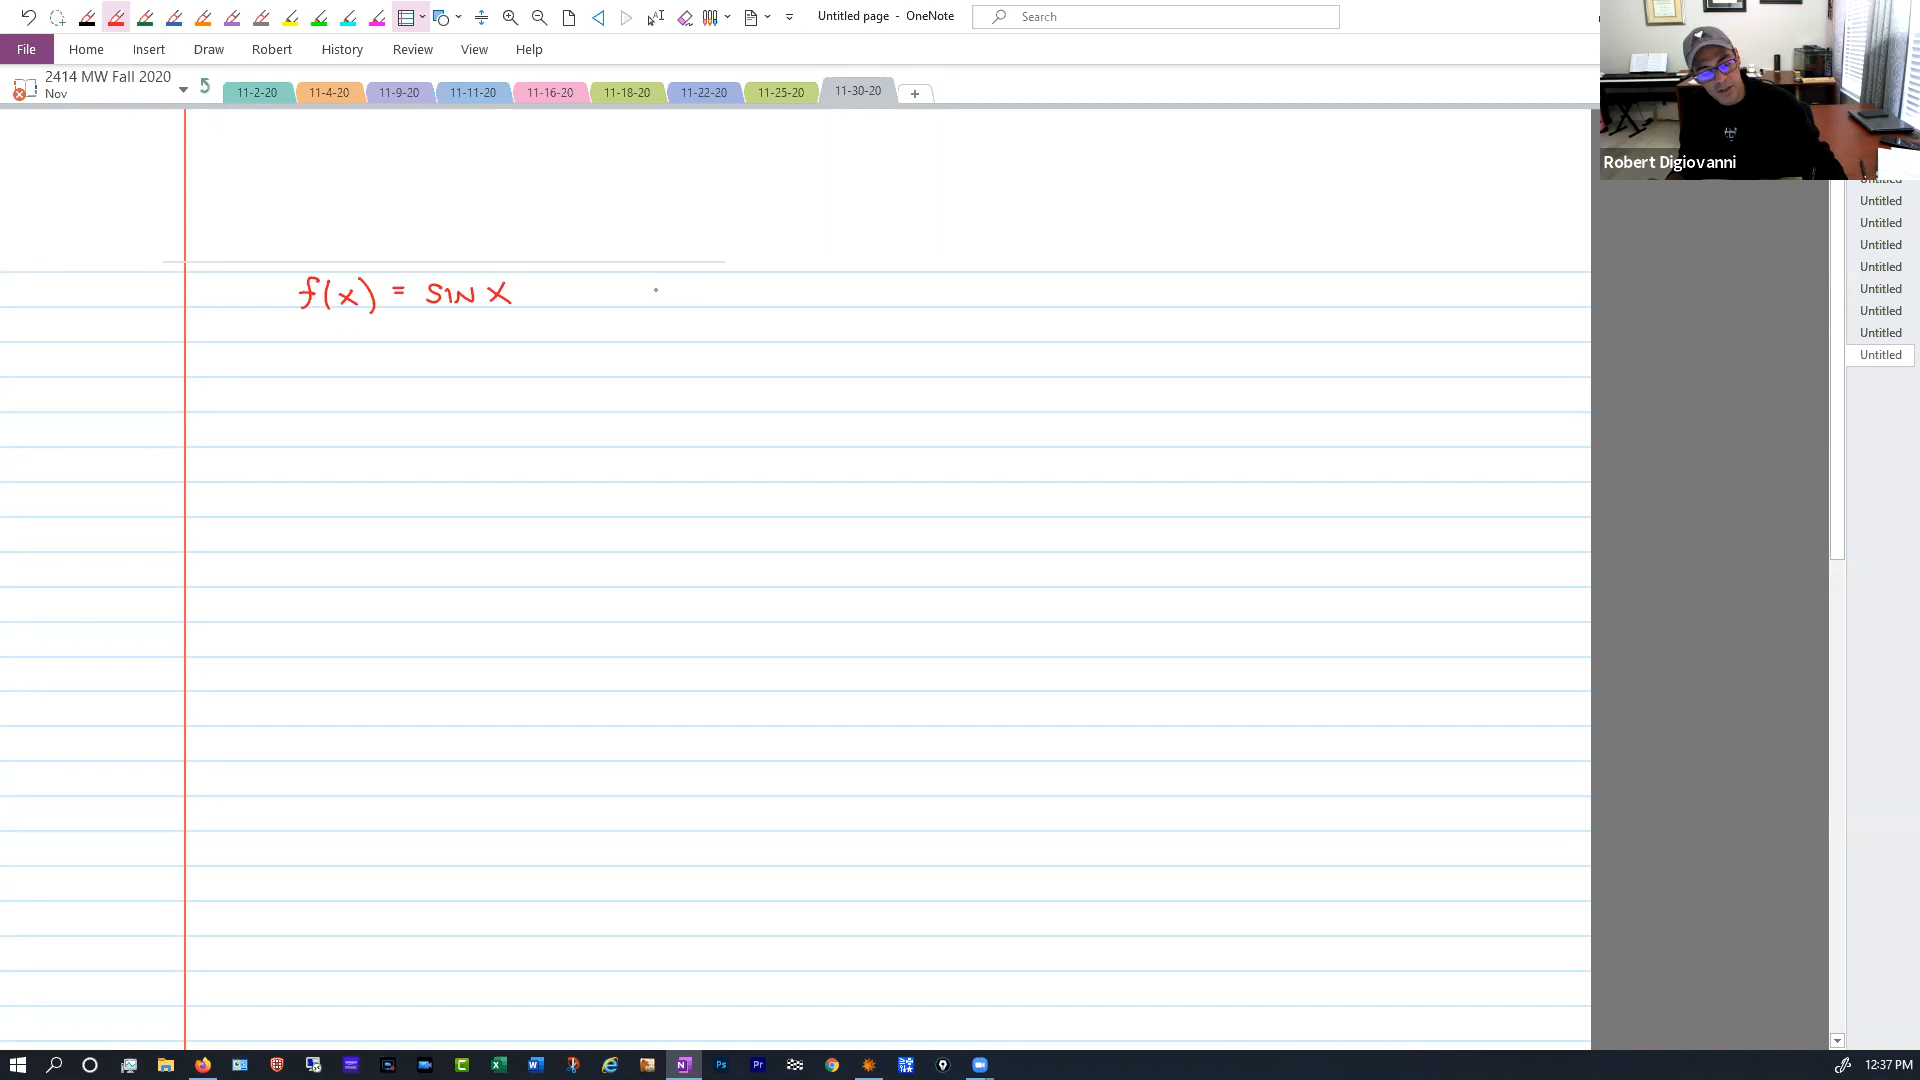 Untitled page - OneNote
Search
File Home Insert Draw Robert History Review View Help
2414 MW Fall 2020
Nov
11-2-20 11-4-20 11-9-20 11-11-20 11-16-20 11-18-20 11-22-20 11-25-20 11-30-20
Robert Digiovanni
Untitled
Untitled
Untitled
Untitled
Untitled
Untitled
Untitled
Untitled
Untitled
f(x) = sin x
12:37 PM